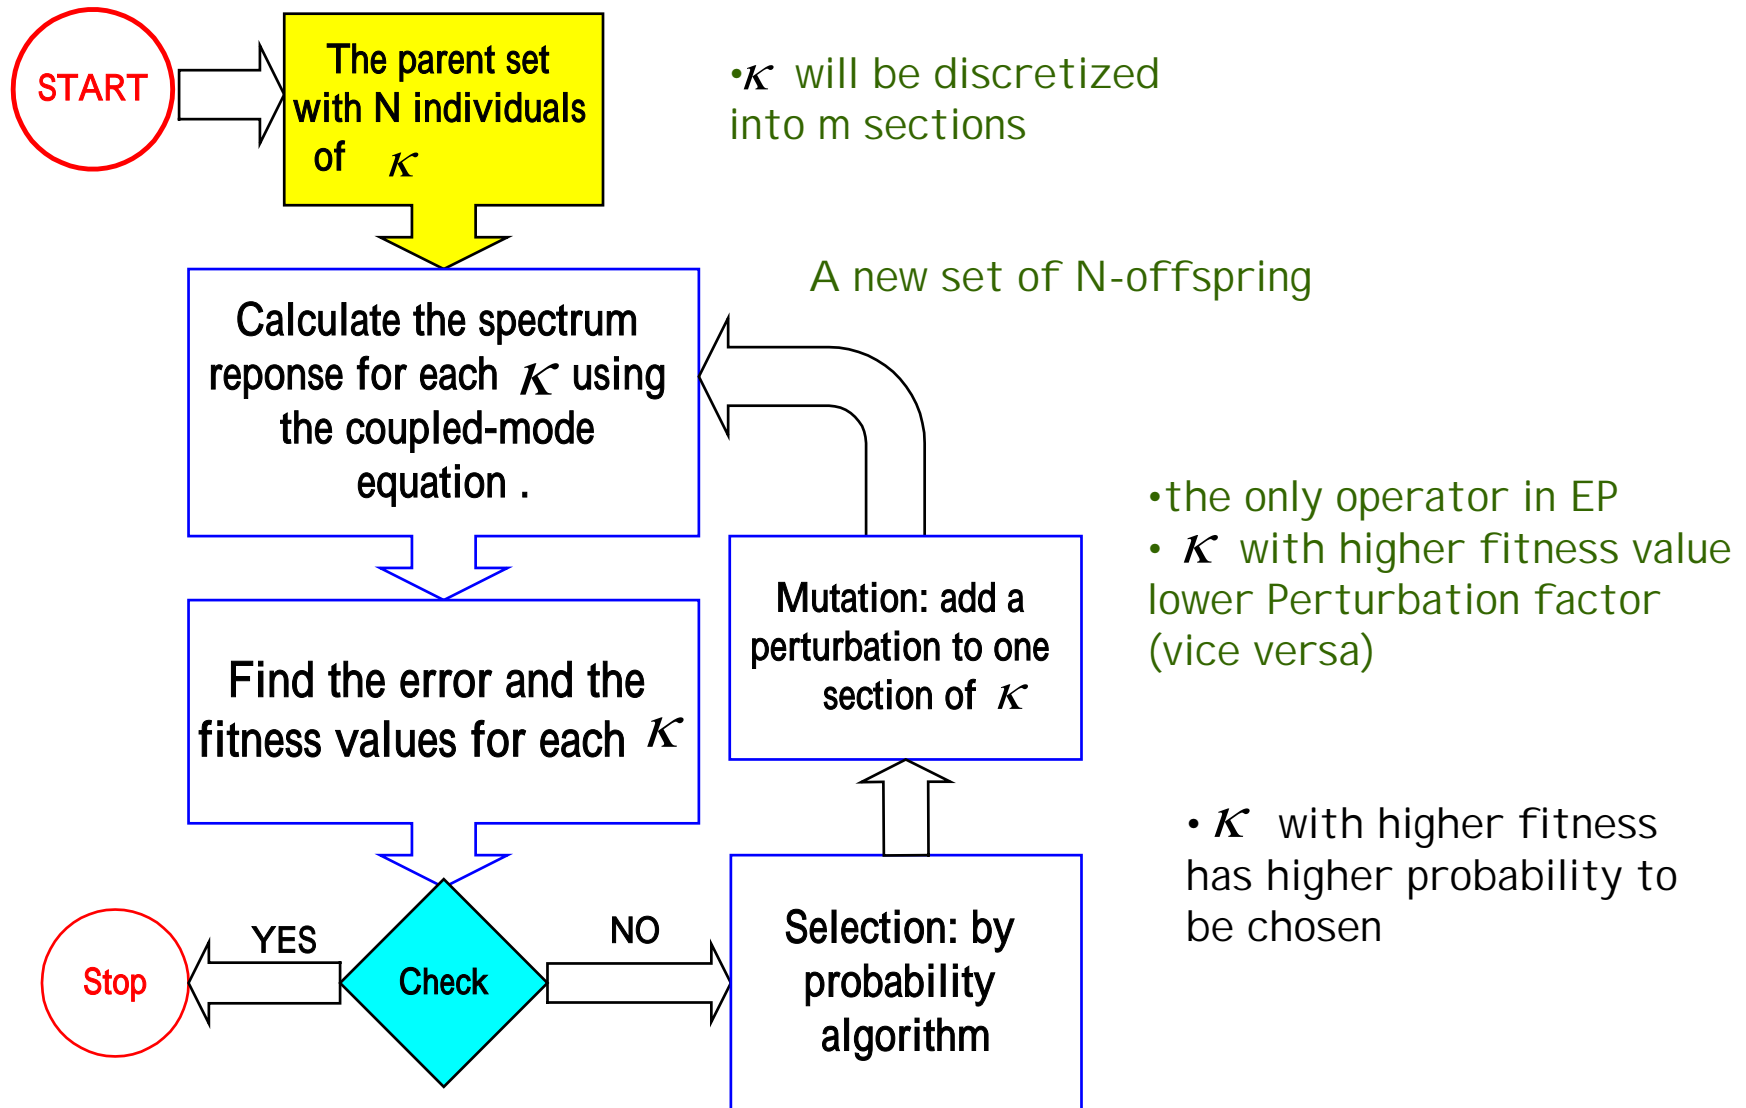 START
The parent set
with N individuals
of κ
•κ will be discretized
into m sections
A new set of N-offspring
Calculate the spectrum
reponse for each κ using
the coupled-mode
equation .
•the only operator in EP
• κ with higher fitness value
lower Perturbation factor
(vice versa)
Mutation: add a
perturbation to one
section of κ
Find the error and the
fitness values for each κ
• κ with higher fitness
has higher probability to
be chosen
Stop
YES
Check
NO
Selection: by
probability
algorithm